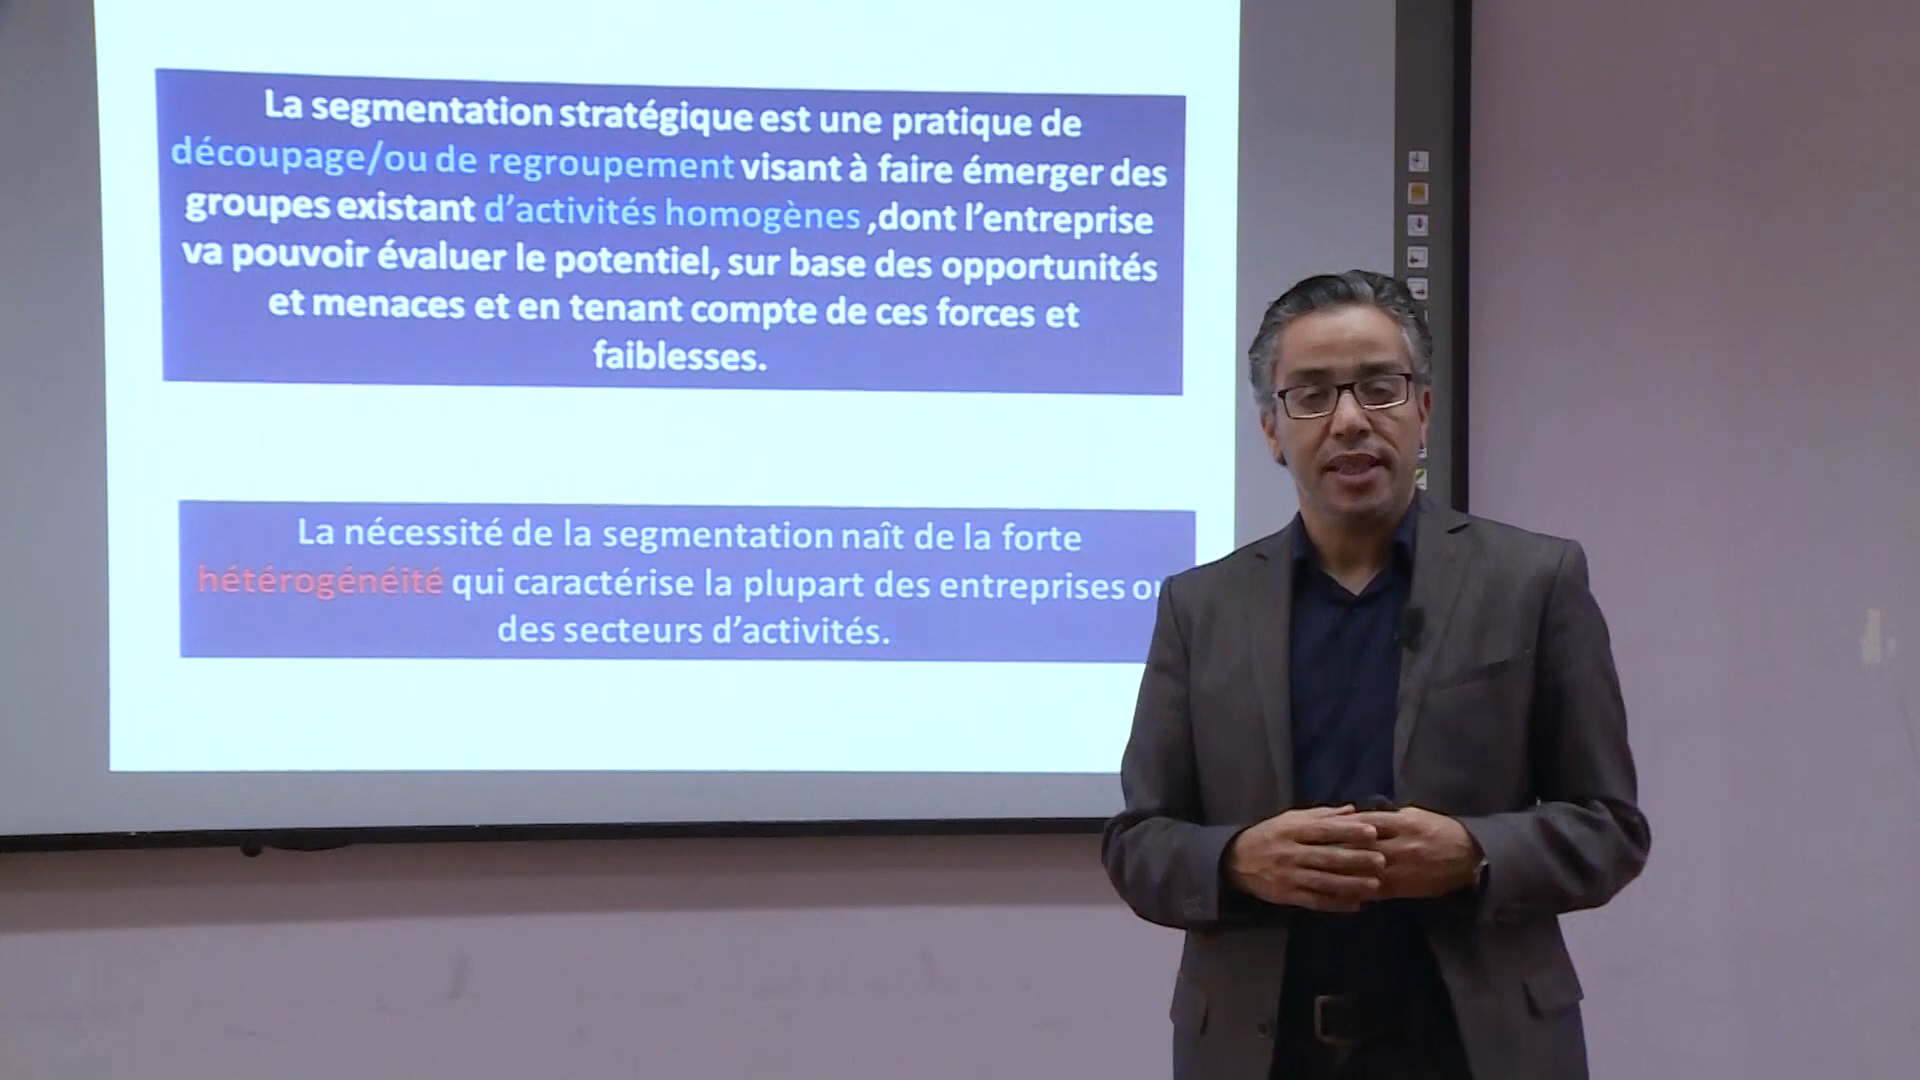 La segmentation stratégique est une pratique de
découpage/ou de regroupement visant à faire émerger des
groupes existant d’activités homogènes ,dont l’entreprise
va pouvoir évaluer le potentiel, sur base des opportunités
et menaces et en tenant compte de ces forces et
faiblesses.
La nécessité de la segmentation naît de la forte
hétérogénéité qui caractérise la plupart des entreprises ou
des secteurs d’activités.